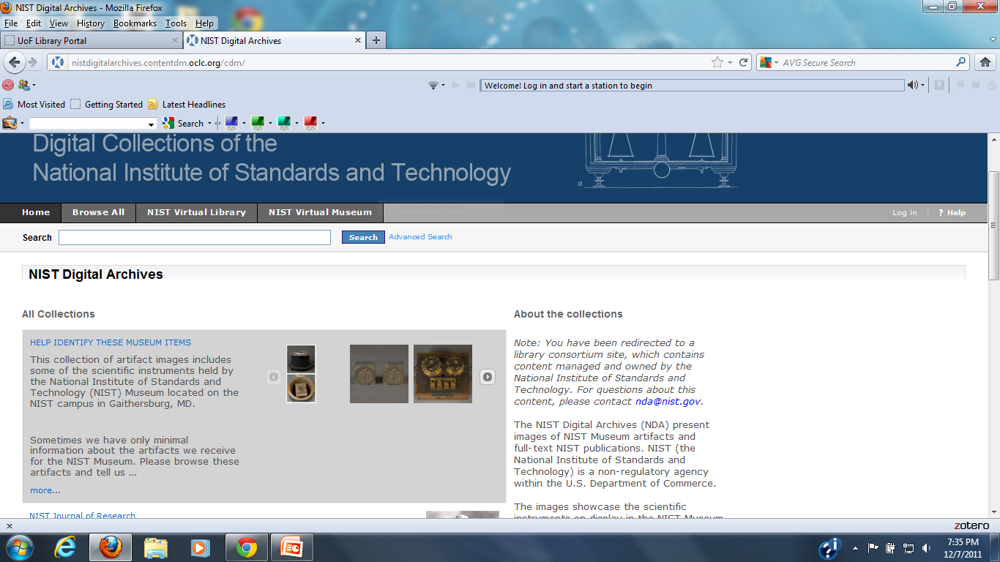 NIST Digital Archives - Mozilla Firefox
File Edit View History Bookmarks Tools Help
UoF Library Portal
NIST Digital Archives
nistdigitalarchives.contentdm.oclc.org/cdm/
AVG Secure Search
Welcome! Log in and start a station to begin
Most Visited Getting Started Latest Headlines
Search
Digital Collections of the
National Institute of Standards and Technology
a
Home Browse All NIST Virtual Library NIST Virtual Museum Log in | ? Help
Search Search Advanced Search
NIST Digital Archives
All Collections
HELP IDENTIFY THESE MUSEUM ITEMS
This collection of artifact images includes
some of the scientific instruments held by
the National Institute of Standards and
Technology (NIST) Museum located on the
NIST campus in Gaithersburg, MD.
Sometimes we have only minimal
information about the artifacts we receive
for the NIST Museum. Please browse these
artifacts and tell us ...
more...
NIST Journal of Research
About the collections
Note: You have been redirected to a
library consortium site, which contains
content managed and owned by the
National Institute of Standards and
Technology. For questions about this
content, please contact nda@nist.gov.
The NIST Digital Archives (NDA) present
images of NIST Museum artifacts and
full-text NIST publications. NIST (the
National Institute of Standards and
Technology) is a non-regulatory agency
within the U.S. Department of Commerce.
The images showcase the scientific
instruments on display in the NIST Museum
zotero
7:35 PM
12/7/2011